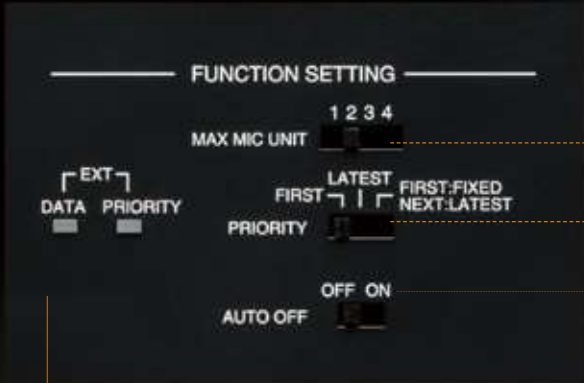 FUNCTION SETTING
1 2 3 4
MAX MIC UNIT
EXT
DATA PRIORITY
FIRST
LATEST
FIRST:FIXED
NEXT:LATEST
PRIORITY
OFF ON
AUTO OFF